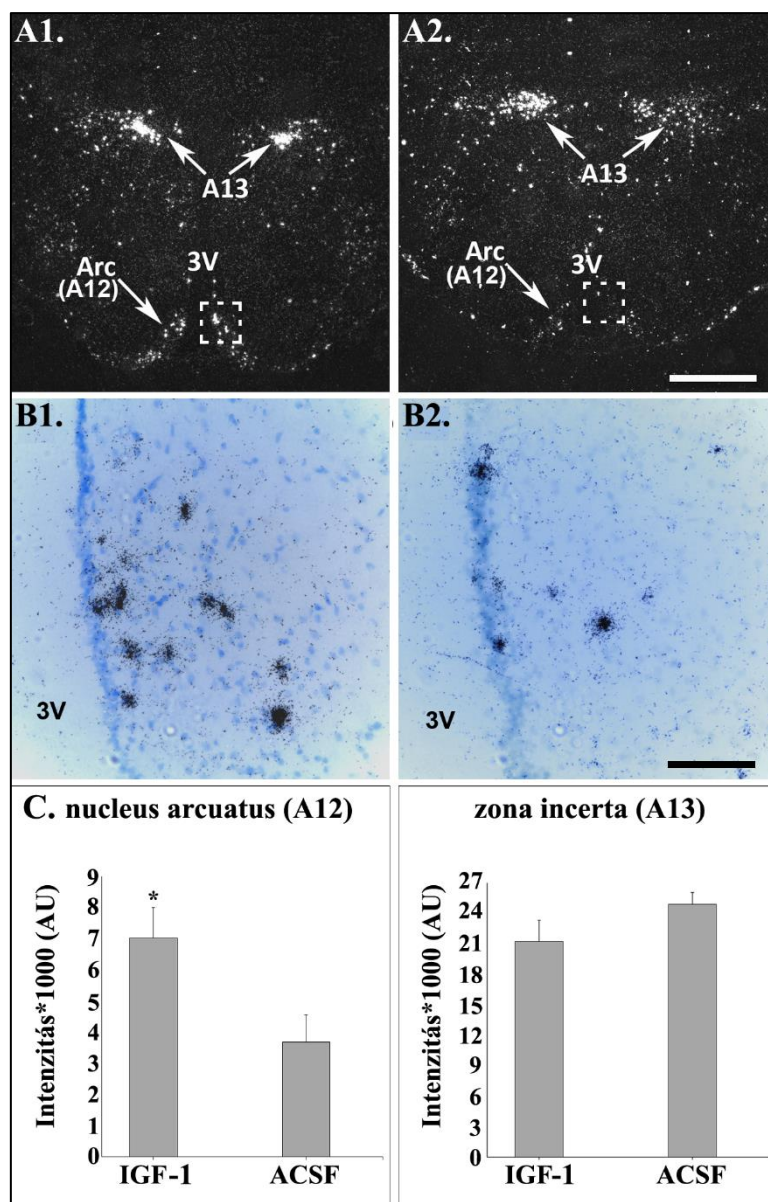 A1.
A13
Arc
(A12)
3V
A2.
A13
Arc
(A12)
3V
B1.
3V
B2.
3V
C. nucleus arcuatus (A12)
Intenzitás*1000 (AU)
9
8
7
6
5
4
3
2
1
0
*
IGF-1 ACSF
zona incerta (A13)
Intenzitás*1000 (AU)
27
24
21
18
15
12
9
6
3
0
IGF-1 ACSF